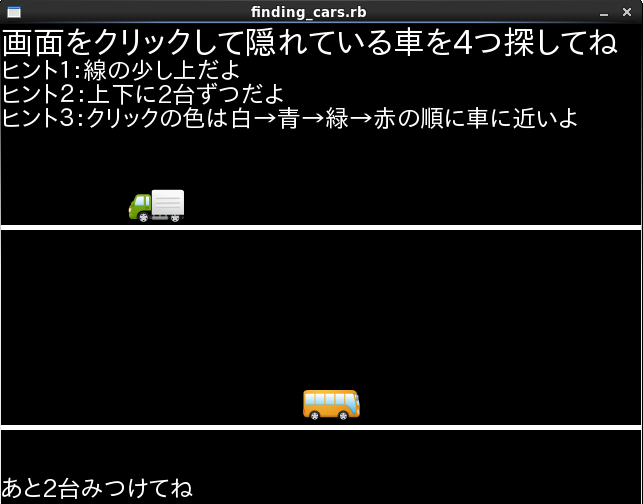 finding_cars.rb
画面をクリックして隠れている車を4つ探してね
ヒント1：線の少し上だよ
ヒント2：上下に2台ずつだよ
ヒント3：クリックの色は白→青→緑→赤の順に車に近いよ
あと2台みつけてね